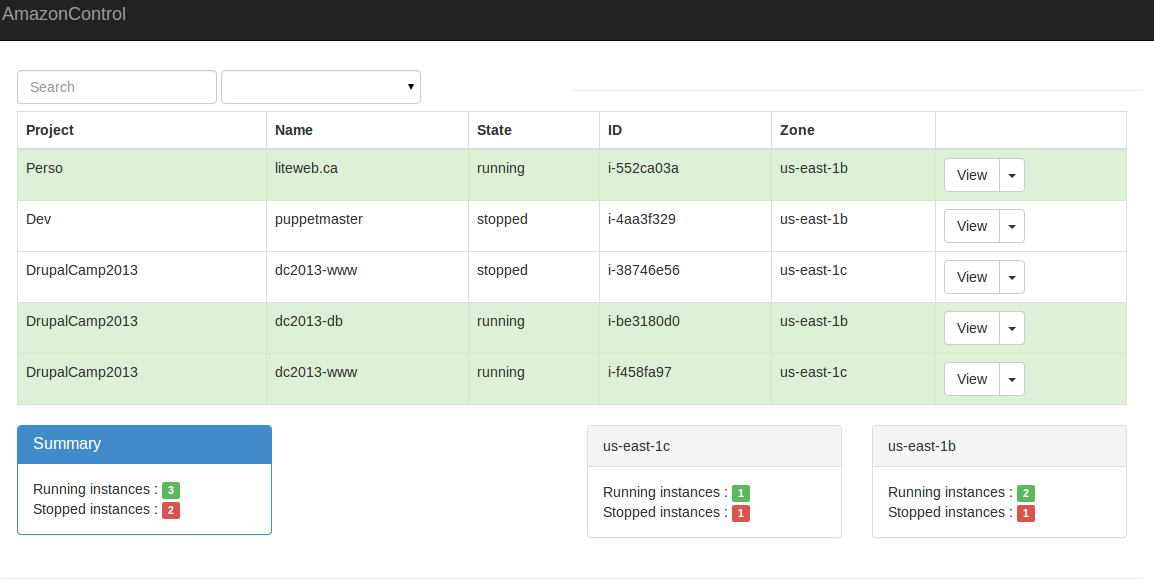 AmazonControl
Search
Project Name State ID Zone
Perso liteweb.ca running i-552ca03a us-east-1b View
Dev puppetmaster stopped i-4aa3f329 us-east-1b View
DrupalCamp2013 dc2013-www stopped i-38746e56 us-east-1c View
DrupalCamp2013 dc2013-db running i-be3180d0 us-east-1b View
DrupalCamp2013 dc2013-www running i-f458fa97 us-east-1c View
Summary
Running instances : 3
Stopped instances : 2
us-east-1c
Running instances : 1
Stopped instances : 1
us-east-1b
Running instances : 2
Stopped instances : 1